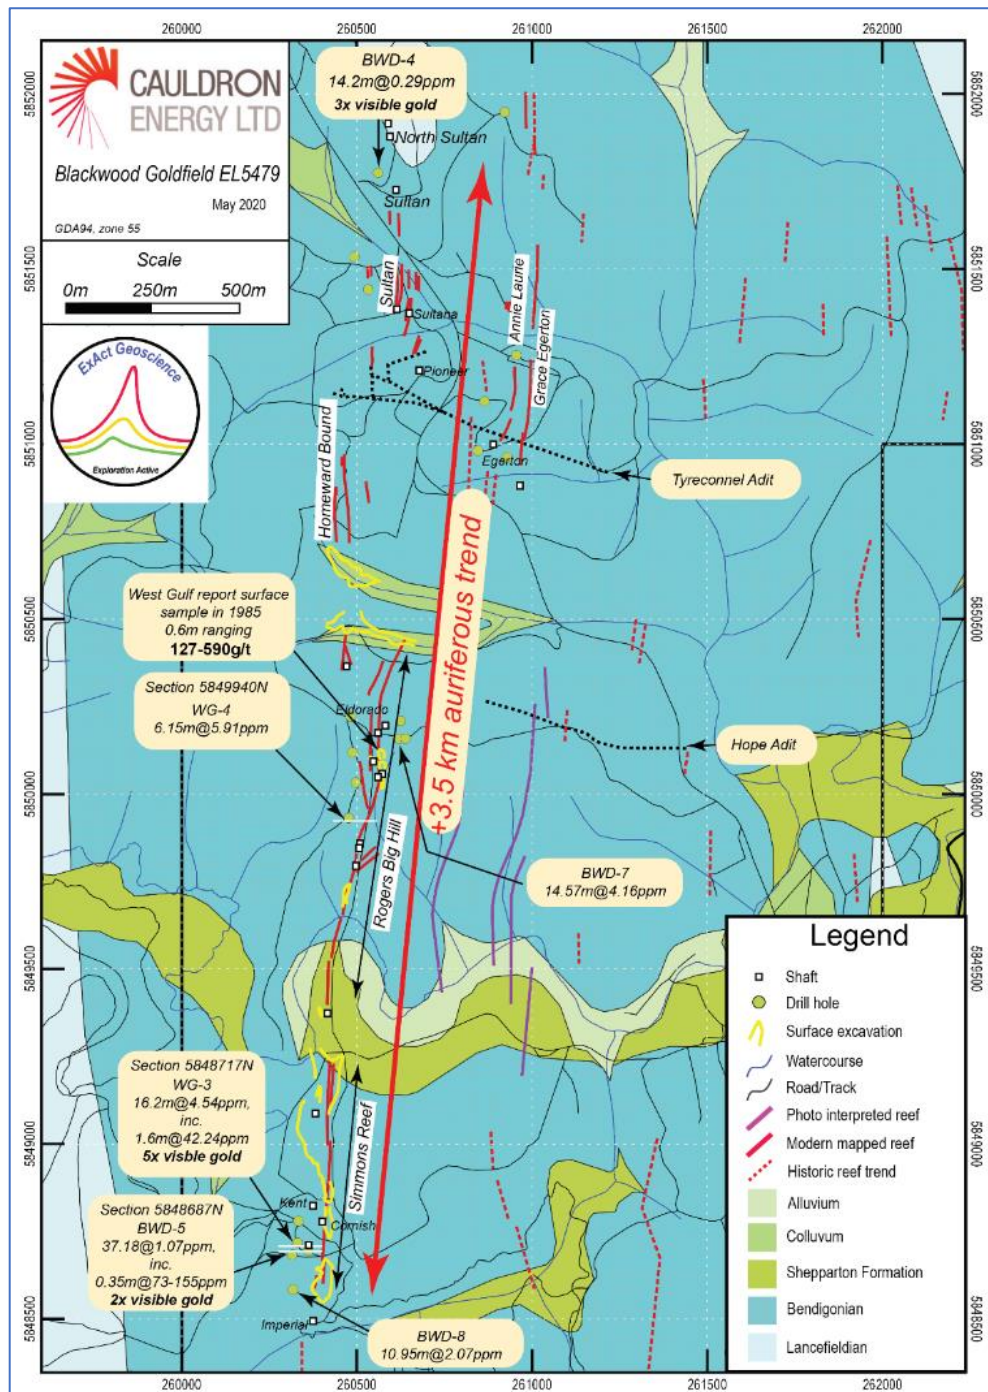 260000 260500 261000 261500 262000
CAULDRON
ENERGY LTD
Blackwood Goldfield EL5479
May 2020
GDA94, zone 55
Scale
0m 250m 500m
ExAct Geoscience
Exploration Active
BWD-4
14.2m@0.29ppm
3x visible gold
North Sultan
Sultan
Sultan
Sultana
Pioneer
Annie Laurie
Grace Egerton
Egerton
Homeward Bound
Tyreconnel Adit
+3.5 km auriferous trend
West Gulf report surface
sample in 1985
0.6m ranging
127-590g/t
Section 5849940N
WG-4
6.15m@5.91ppm
Eldorado
Hope Adit
Rogers Big Hill
BWD-7
14.57m@4.16ppm
Section 5848717N
WG-3
16.2m@4.54ppm,
inc.
1.6m@42.24ppm
5x visble gold
Simmons Reef
Kent
Cornish
Section 5848687N
BWD-5
37.18@1.07ppm,
inc.
0.35m@73-155ppm
2x visible gold
Imperial
BWD-8
10.95m@2.07ppm
Legend
Shaft
Drill hole
Surface excavation
Watercourse
Road/Track
Photo interpreted reef
Modern mapped reef
Historic reef trend
Alluvium
Colluvum
Shepparton Formation
Bendigonian
Lancefieldian
5852000
5851500
5851000
5850500
5850000
5849500
5849000
5848500
5852000
5851500
5851000
5850500
5850000
5849500
5849000
5848500
260000 260500 261000 261500 262000